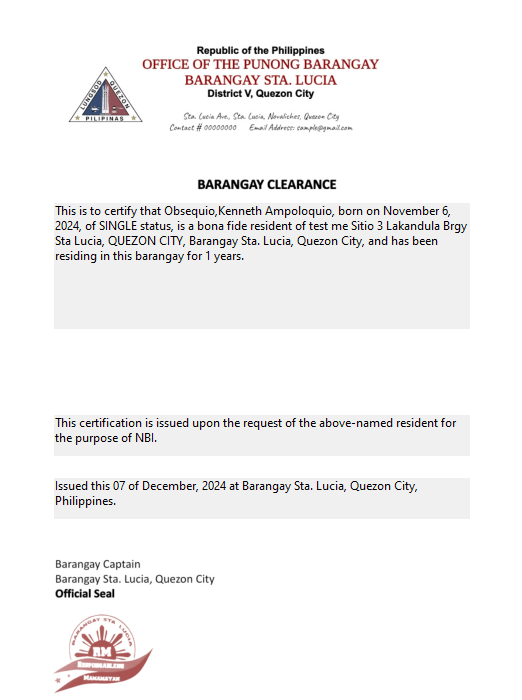 Republic of the Philippines
OFFICE OF THE PUNONG BARANGAY
BARANGAY STA. LUCIA
District V, Quezon City
LUNGSOD QUEZON
PILIPINAS
Sta. Lucia Ave., Sta. Lucia, Novaliches, Quezon City
Contact # 00000000 Email Address: sample@gmail.com
BARANGAY CLEARANCE
This is to certify that Obsequio,Kenneth Ampoloquio, born on November 6,
2024, of SINGLE status, is a bona fide resident of test me Sitio 3 Lakandula Brgy
Sta Lucia, QUEZON CITY, Barangay Sta. Lucia, Quezon City, and has been
residing in this barangay for 1 years.
This certification is issued upon the request of the above-named resident for
the purpose of NBI.
Issued this 07 of December, 2024 at Barangay Sta. Lucia, Quezon City,
Philippines.
Barangay Captain
Barangay Sta. Lucia, Quezon City
Official Seal
BARANGAY STA LUCIA
RM
MAMAMAYAN